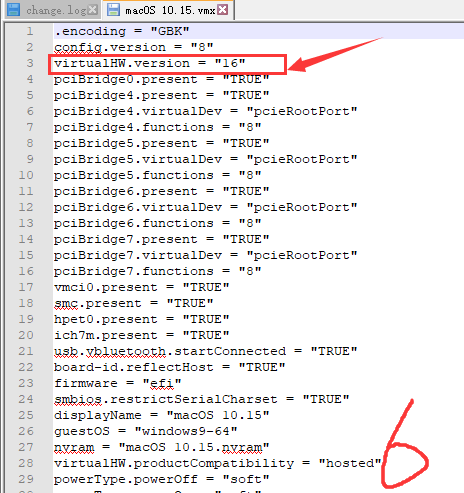 change.log
macOS 10.15.vmx
1 .encoding = "GBK"
2 config.version = "8"
3 virtualHW.version = "16"
4 pciBridge0.present = "TRUE"
5 pciBridge4.present = "TRUE"
6 pciBridge4.virtualDev = "pcieRootPort"
7 pciBridge4.functions = "8"
8 pciBridge5.present = "TRUE"
9 pciBridge5.virtualDev = "pcieRootPort"
10 pciBridge5.functions = "8"
11 pciBridge6.present = "TRUE"
12 pciBridge6.virtualDev = "pcieRootPort"
13 pciBridge6.functions = "8"
14 pciBridge7.present = "TRUE"
15 pciBridge7.virtualDev = "pcieRootPort"
16 pciBridge7.functions = "8"
17 vmci0.present = "TRUE"
18 smc.present = "TRUE"
19 hpet0.present = "TRUE"
20 ich7m.present = "TRUE"
21 usb.vbluetooth.startConnected = "TRUE"
22 board-id.reflectHost = "TRUE"
23 firmware = "efi"
24 smbios.restrictSerialCharset = "TRUE"
25 displayName = "macOS 10.15"
26 guestOS = "windows9-64"
27 nvram = "macOS 10.15.nvram"
28 virtualHW.productCompatibility = "hosted"
29 powerType.powerOff = "soft"
6